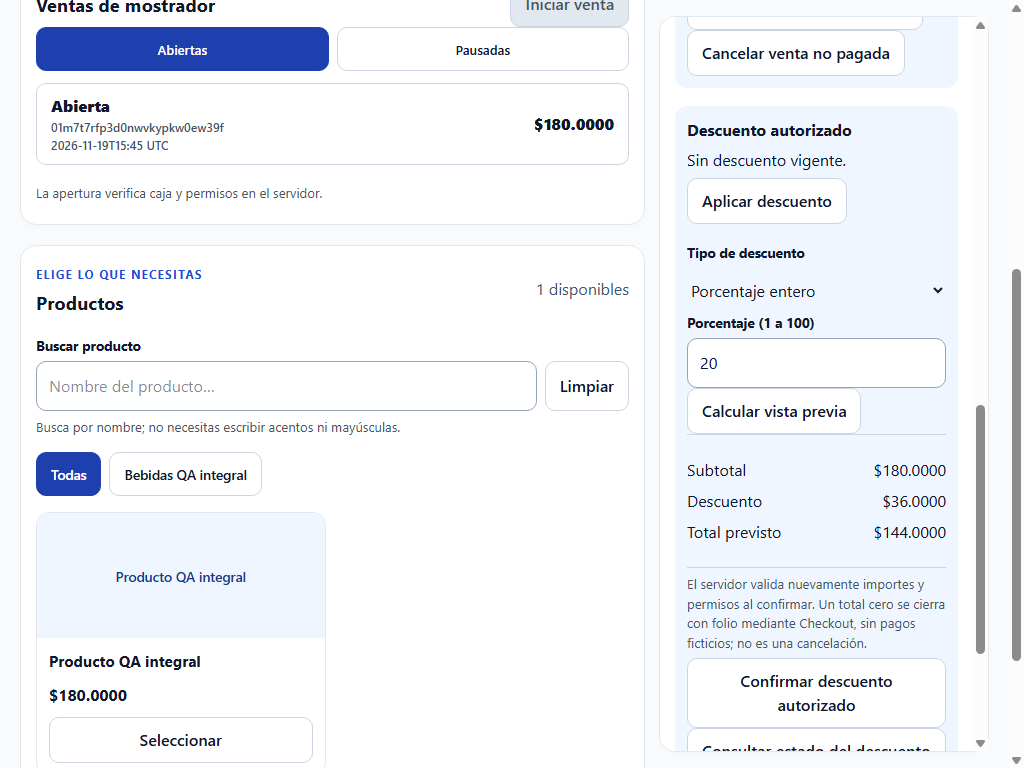 Ventas de mostrador
Iniciar venta
Abiertas
Pausadas
Abierta
01m7t7rfp3d0nwvkypkw0ew39f
2026-11-19T15:45 UTC
$180.0000
La apertura verifica caja y permisos en el servidor.
ELIGE LO QUE NECESITAS
Productos
1 disponibles
Buscar producto
Nombre del producto...
Limpiar
Busca por nombre; no necesitas escribir acentos ni mayúsculas.
Todas
Bebidas QA integral
Producto QA integral
Producto QA integral
$180.0000
Seleccionar
Cancelar venta no pagada
Descuento autorizado
Sin descuento vigente.
Aplicar descuento
Tipo de descuento
Porcentaje entero
Porcentaje (1 a 100)
20
Calcular vista previa
Subtotal $180.0000
Descuento $36.0000
Total previsto $144.0000
El servidor valida nuevamente importes y
permisos al confirmar. Un total cero se cierra
con folio mediante Checkout, sin pagos
ficticios; no es una cancelación.
Confirmar descuento
autorizado
Consultar estado del descuento